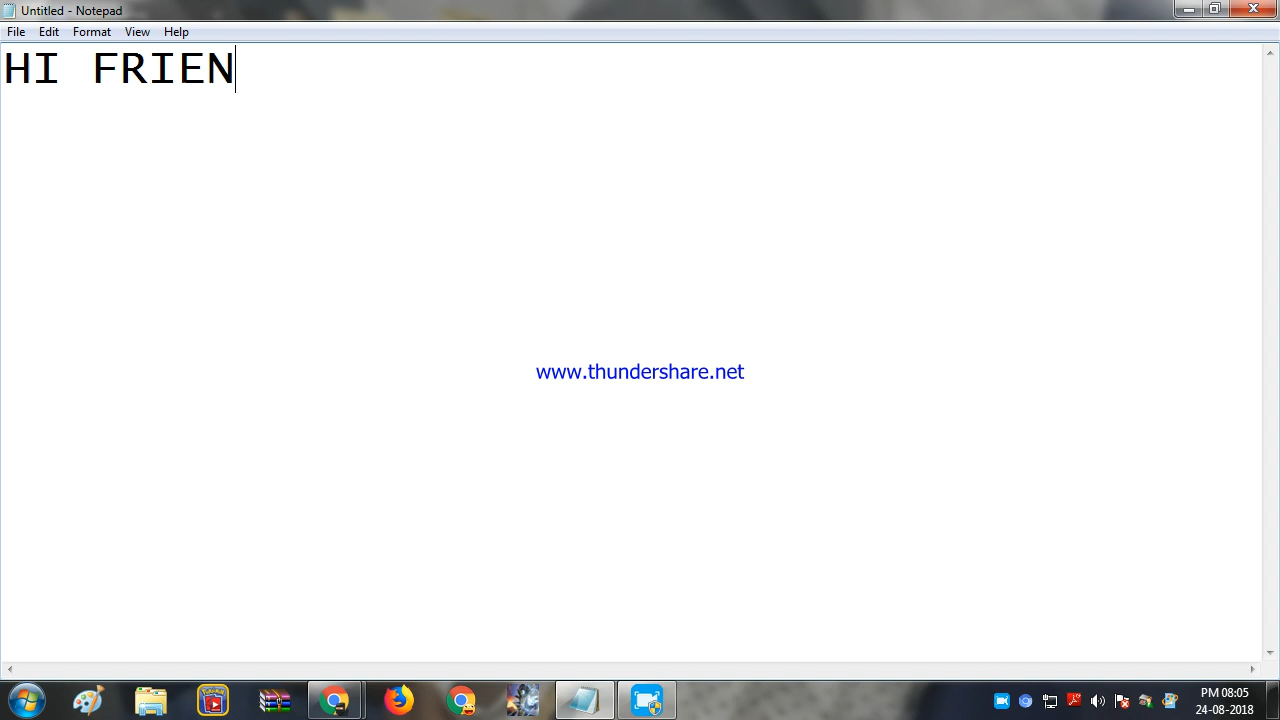 Untitled - Notepad
File Edit Format View Help
HI FRIEN
www.thundershare.net
PM 08:05
24-08-2018